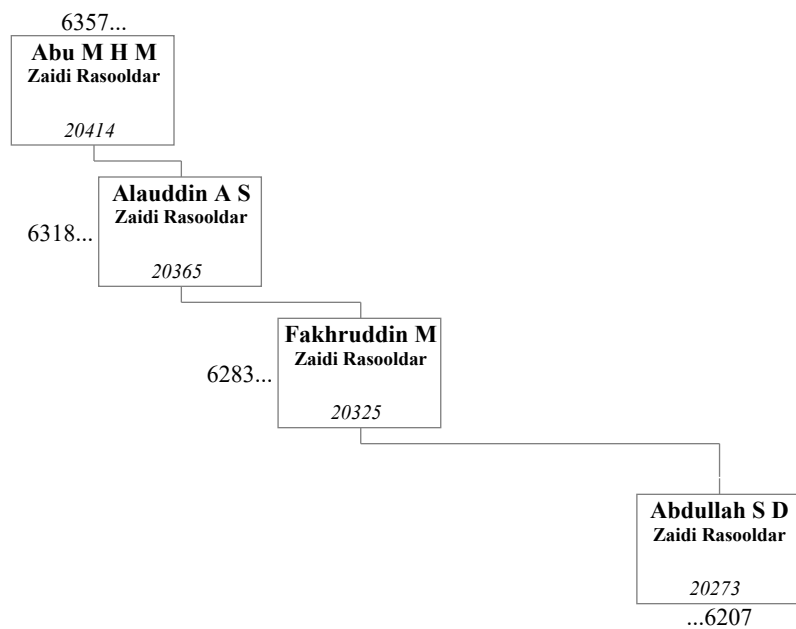 6357...
Abu M H M
Zaidi Rasooldar
20414
Alauddin A S
Zaidi Rasooldar
6318...
20365
Fakhruddin M
Zaidi Rasooldar
6283...
20325
Abdullah S D
Zaidi Rasooldar
20273
...6207